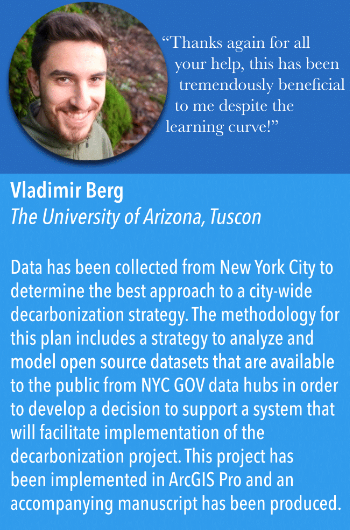 “Thanks again for all
your help, this has been
tremendously beneficial
to me despite the
learning curve!”
Vladimir Berg
The University of Arizona, Tuscon
Data has been collected from New York City to
determine the best approach to a city-wide
decarbonization strategy. The methodology for
this plan includes a strategy to analyze and
model open source datasets that are available
to the public from NYC GOV data hubs in order
to develop a decision to support a system that
will facilitate implementation of the
decarbonization project. This project has
been implemented in ArcGIS Pro and an
accompanying manuscript has been produced.